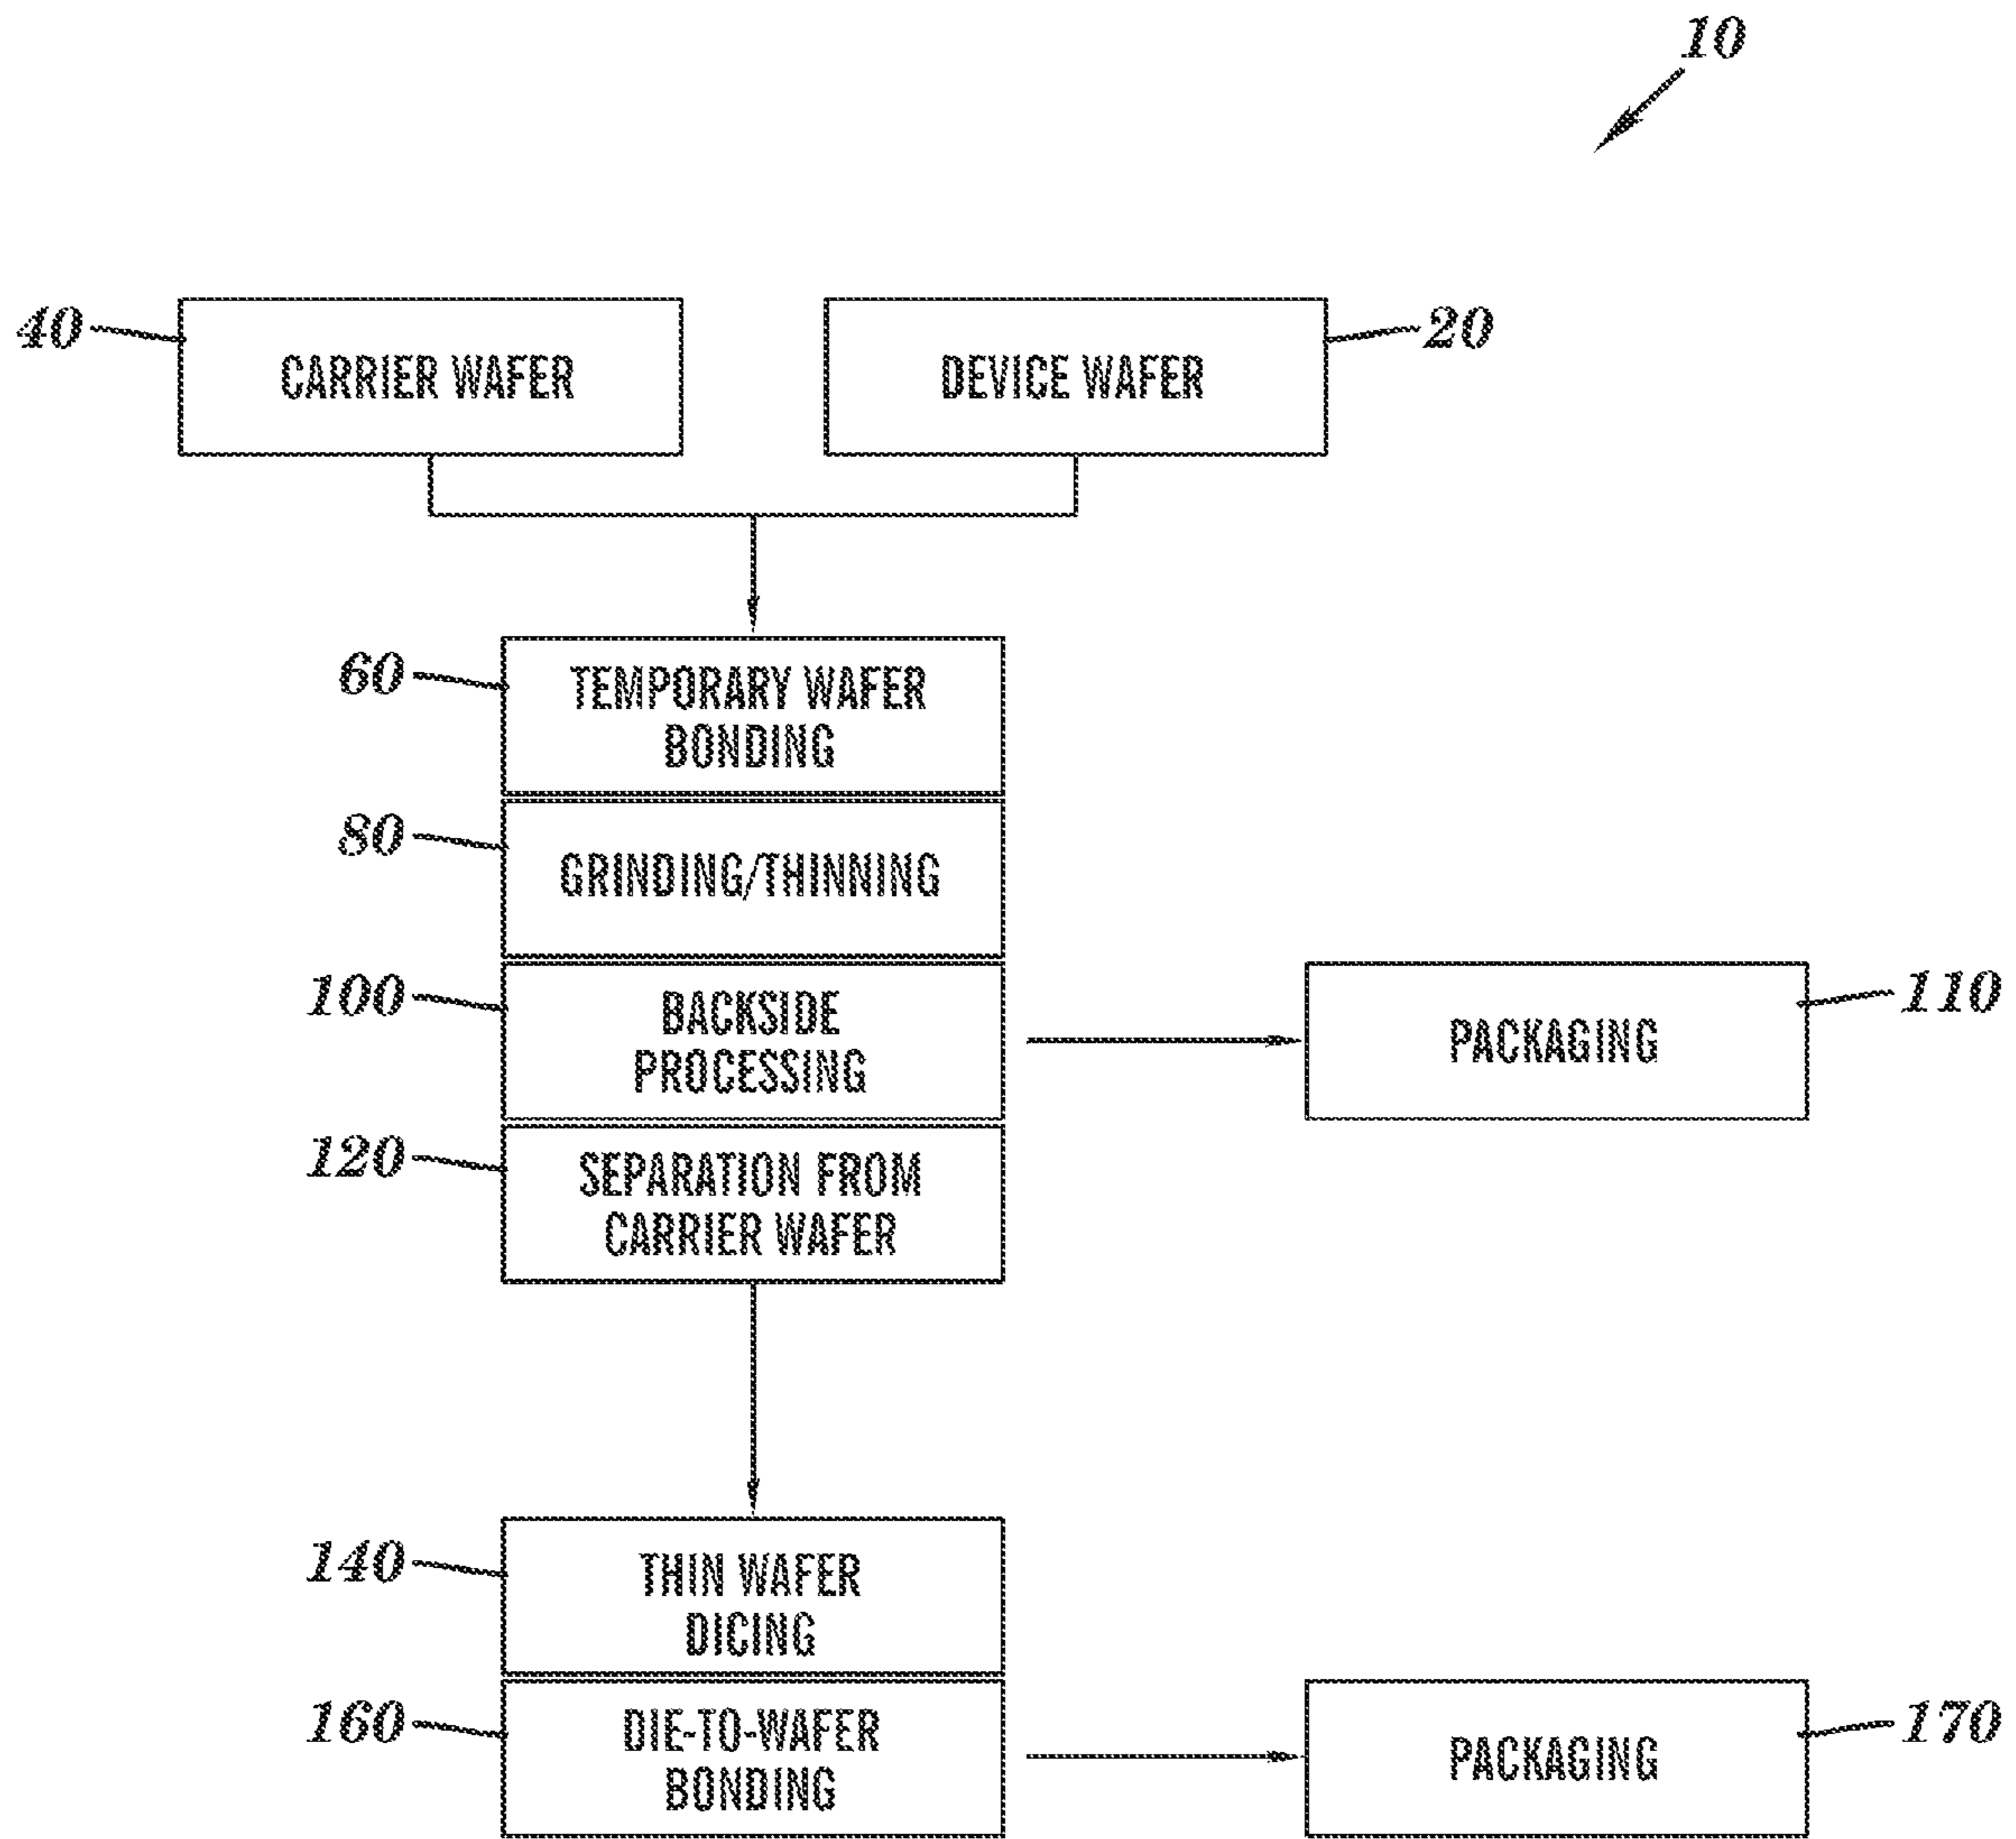 10
40
CARRIER WAFER
DEVICE WAFER
20
60
TEMPORARY WAFER
BONDING
80
GRINDING/THINNING
100
BACKSIDE
PROCESSING
PACKAGING
110
120
SEPARATION FROM
CARRIER WAFER
140
THIN WAFER
DICING
160
DIE-TO-WAFER
BONDING
PACKAGING
170